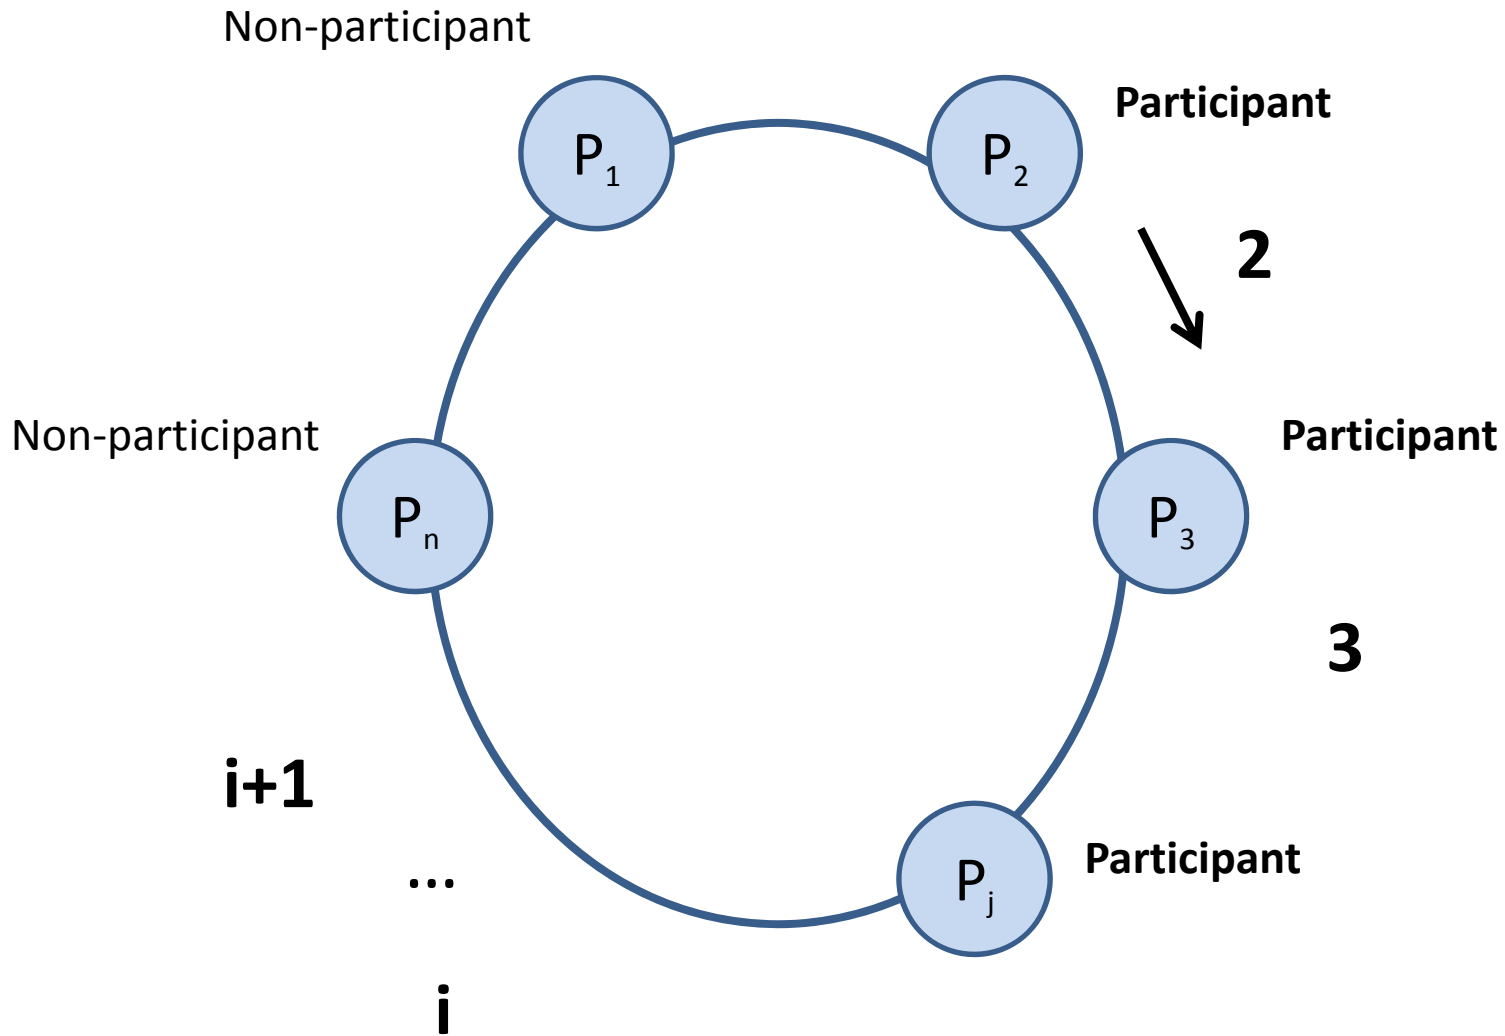 Non-participant
Participant
P1
P2
2
Non-participant
Participant
Pn
P3
3
i+1
Participant
Pj
...
i